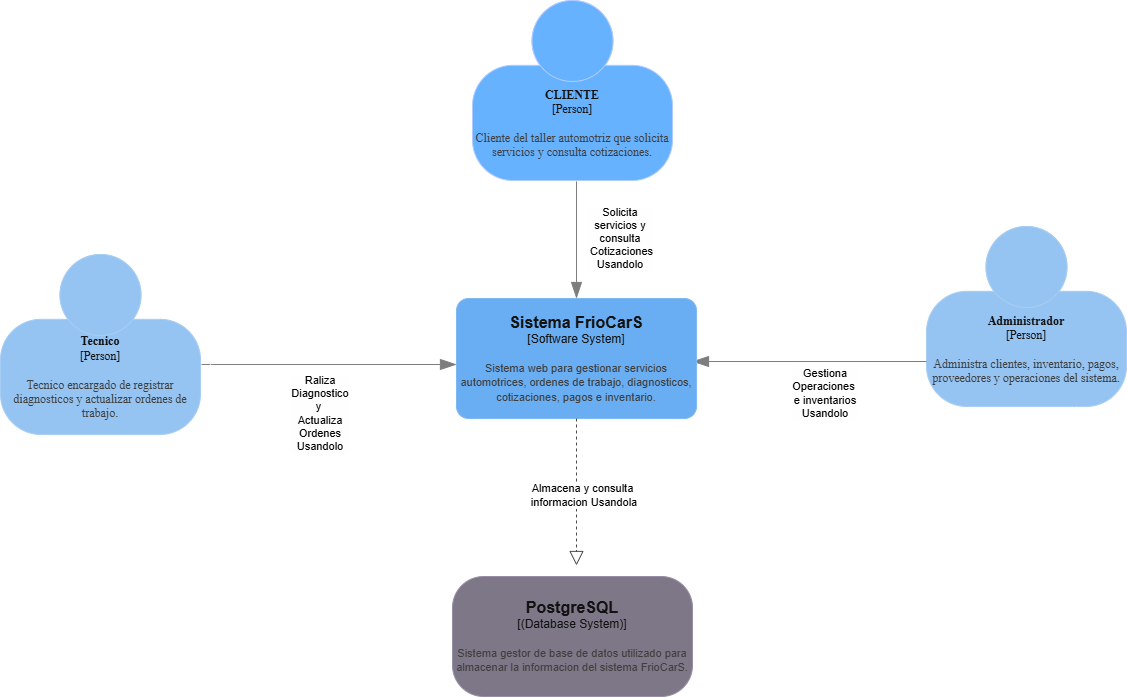 CLIENTE
[Person]
Cliente del taller automotriz que solicita
servicios y consulta cotizaciones.
Solicita
servicios y
consulta
Cotizaciones
Usandolo
Tecnico
[Person]
Tecnico encargado de registrar
diagnosticos y actualizar ordenes de
trabajo.
Raliza
Diagnostico
y
Actualiza
Ordenes
Usandolo
Sistema FrioCarS
[Software System]
Sistema web para gestionar servicios
automotrices, ordenes de trabajo, diagnosticos,
cotizaciones, pagos e inventario.
Gestiona
Operaciones
e inventarios
Usandolo
Administrador
[Person]
Administra clientes, inventario, pagos,
proveedores y operaciones del sistema.
Almacena y consulta
informacion Usandola
PostgreSQL
[(Database System)]
Sistema gestor de base de datos utilizado para
almacenar la informacion del sistema FrioCarS.